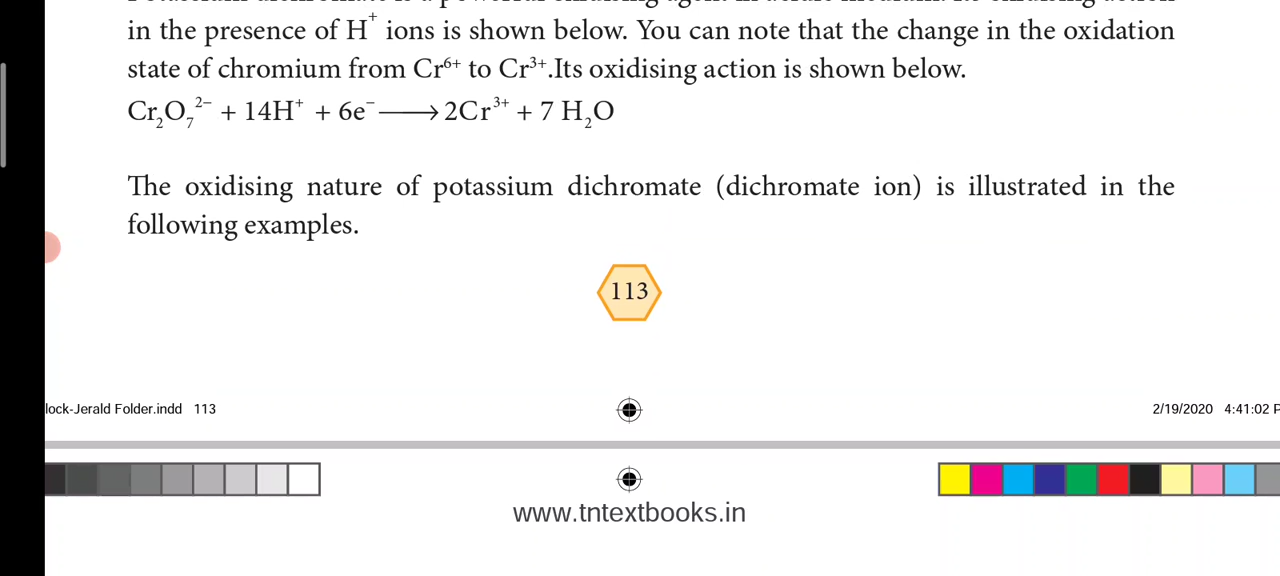 in the presence of H⁺ ions is shown below. You can note that the change in the oxidation
state of chromium from Cr⁶⁺ to Cr³⁺.Its oxidising action is shown below.
Cr₂O₇²⁻ + 14H⁺ + 6e⁻ ⟶ 2Cr³⁺ + 7 H₂O
The oxidising nature of potassium dichromate (dichromate ion) is illustrated in the
following examples.
113
lock-Jerald Folder.indd 113
2/19/2020 4:41:02 P
www.tntextbooks.in